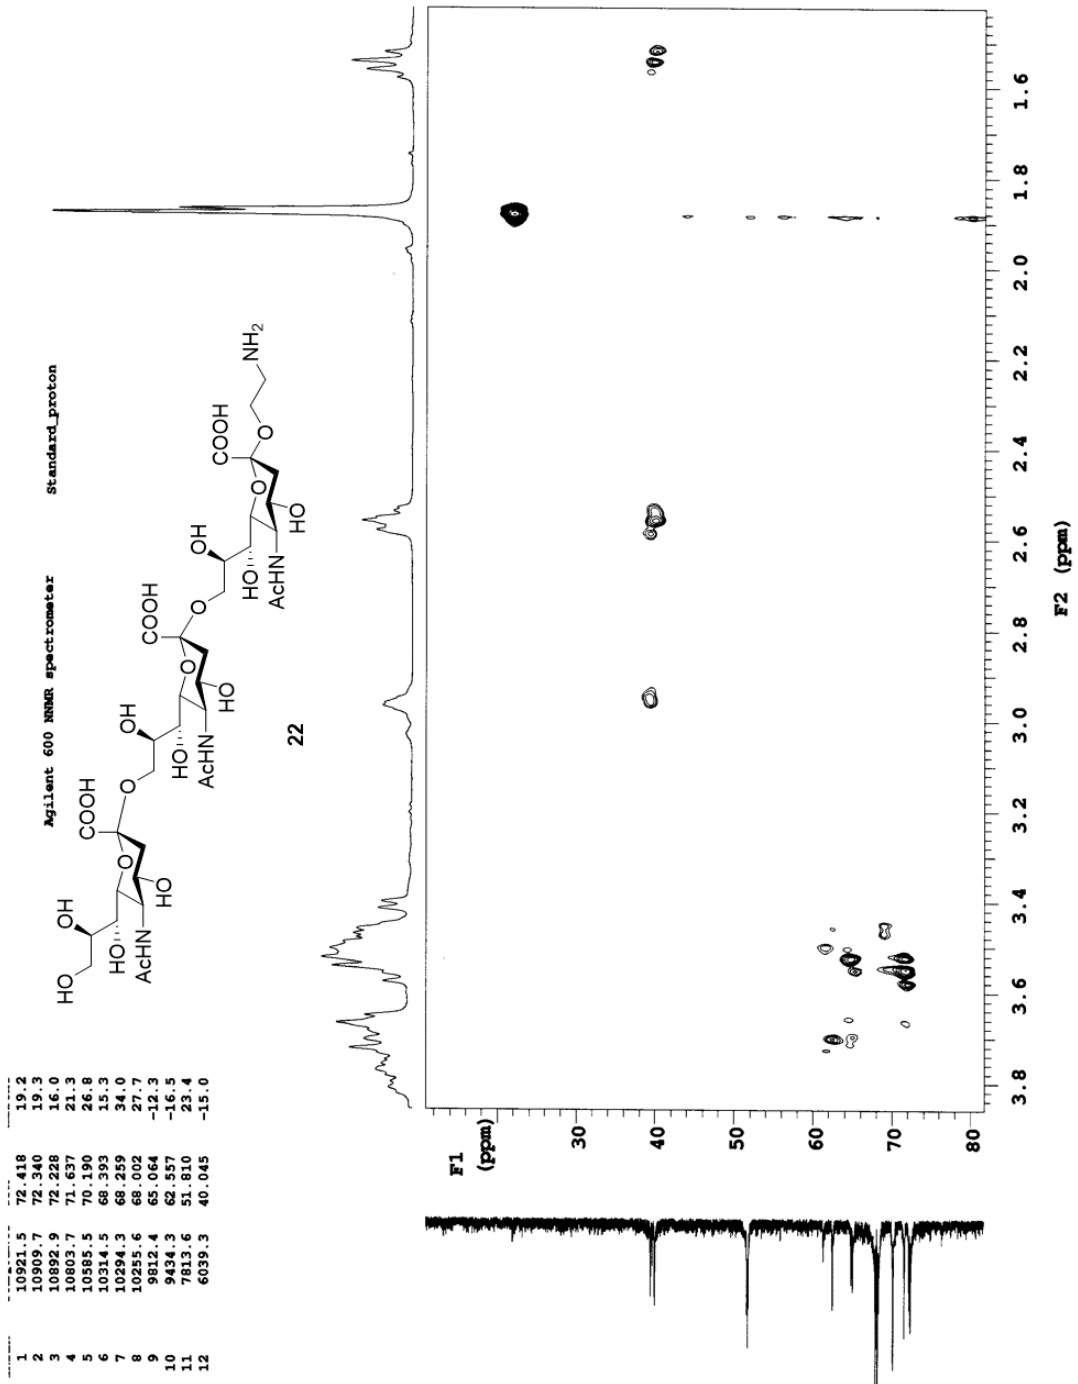 Agilent 600 NNMR spectrometer Standard_proton
HO OH COOH
HO O
AcHN HO
O OH COOH
HO O
AcHN HO
O OH COOH
HO O O NH2
AcHN HO
22
1 10921.5 72.418 19.2
2 10909.7 72.340 19.3
3 10892.9 72.228 16.0
4 10803.7 71.637 21.3
5 10585.5 70.190 26.8
6 10314.5 68.393 15.3
7 10294.3 68.259 34.0
8 10255.6 68.002 27.7
9 9812.4 65.064 -12.3
10 9434.3 62.557 -16.5
11 7813.6 51.810 23.4
12 6039.3 40.045 -15.0
F1
(ppm)
40
50
60
70
80
3.8 3.6 3.4 3.2 3.0 2.8 2.6 2.4 2.2 2.0 1.8 1.6
F2 (ppm)